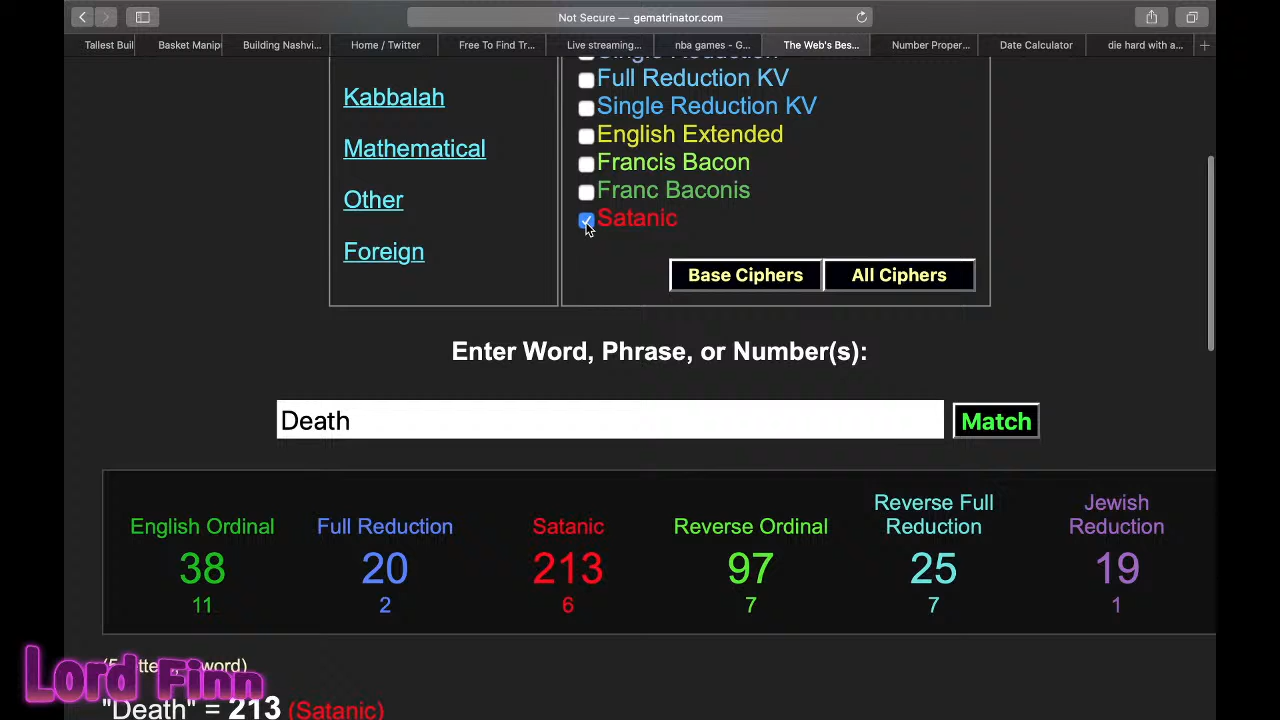 Not Secure — gematrinator.com
Tallest Buil
Basket Manip
Building Nashvi...
Home / Twitter
Free To Find Tr...
Live streaming...
nba games - G...
The Web's Bes...
Number Proper...
Date Calculator
die hard with a...
Single Reduction
Full Reduction KV
Kabbalah
Single Reduction KV
English Extended
Mathematical
Francis Bacon
Franc Baconis
Other
Satanic
Foreign
Base Ciphers
All Ciphers
Enter Word, Phrase, or Number(s):
Death
Match
English Ordinal
38
11
Full Reduction
20
2
Satanic
213
6
Reverse Ordinal
97
7
Reverse Full
Reduction
25
7
Jewish
Reduction
19
1
Lord Finn
word)
"Death" = 213 (Satanic)